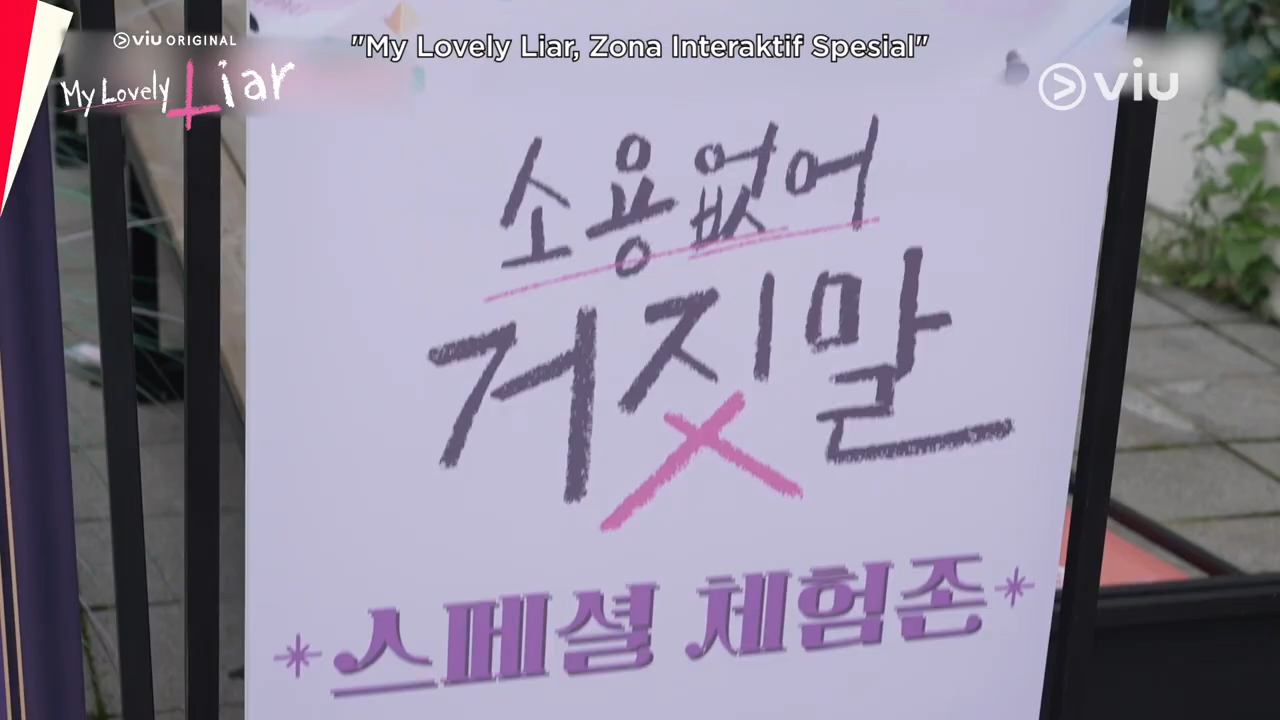 viu ORIGINAL
My Lovely Liar
"My Lovely Liar, Zona Interaktif Spesial"
viu
소용없어
거짓말
스페셜 체험존